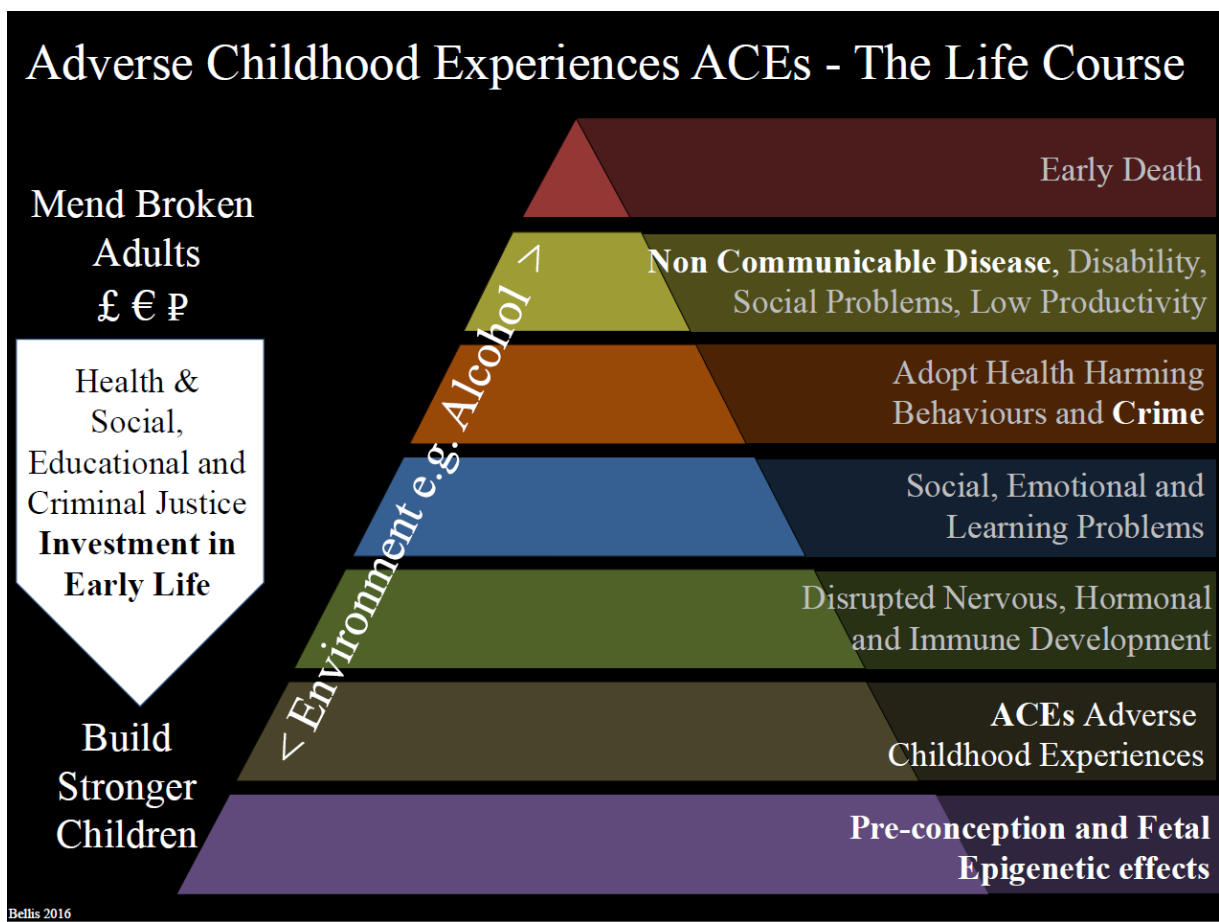 Adverse Childhood Experiences ACEs - The Life Course
Mend Broken
Adults
£ € ₽
Health &
Social,
Educational and
Criminal Justice
Investment in
Early Life
Build
Stronger
Children
< Environment e.g. Alcohol >
Early Death
Non Communicable Disease, Disability,
Social Problems, Low Productivity
Adopt Health Harming
Behaviours and Crime
Social, Emotional and
Learning Problems
Disrupted Nervous, Hormonal
and Immune Development
ACEs Adverse
Childhood Experiences
Pre-conception and Fetal
Epigenetic effects
Bellis 2016